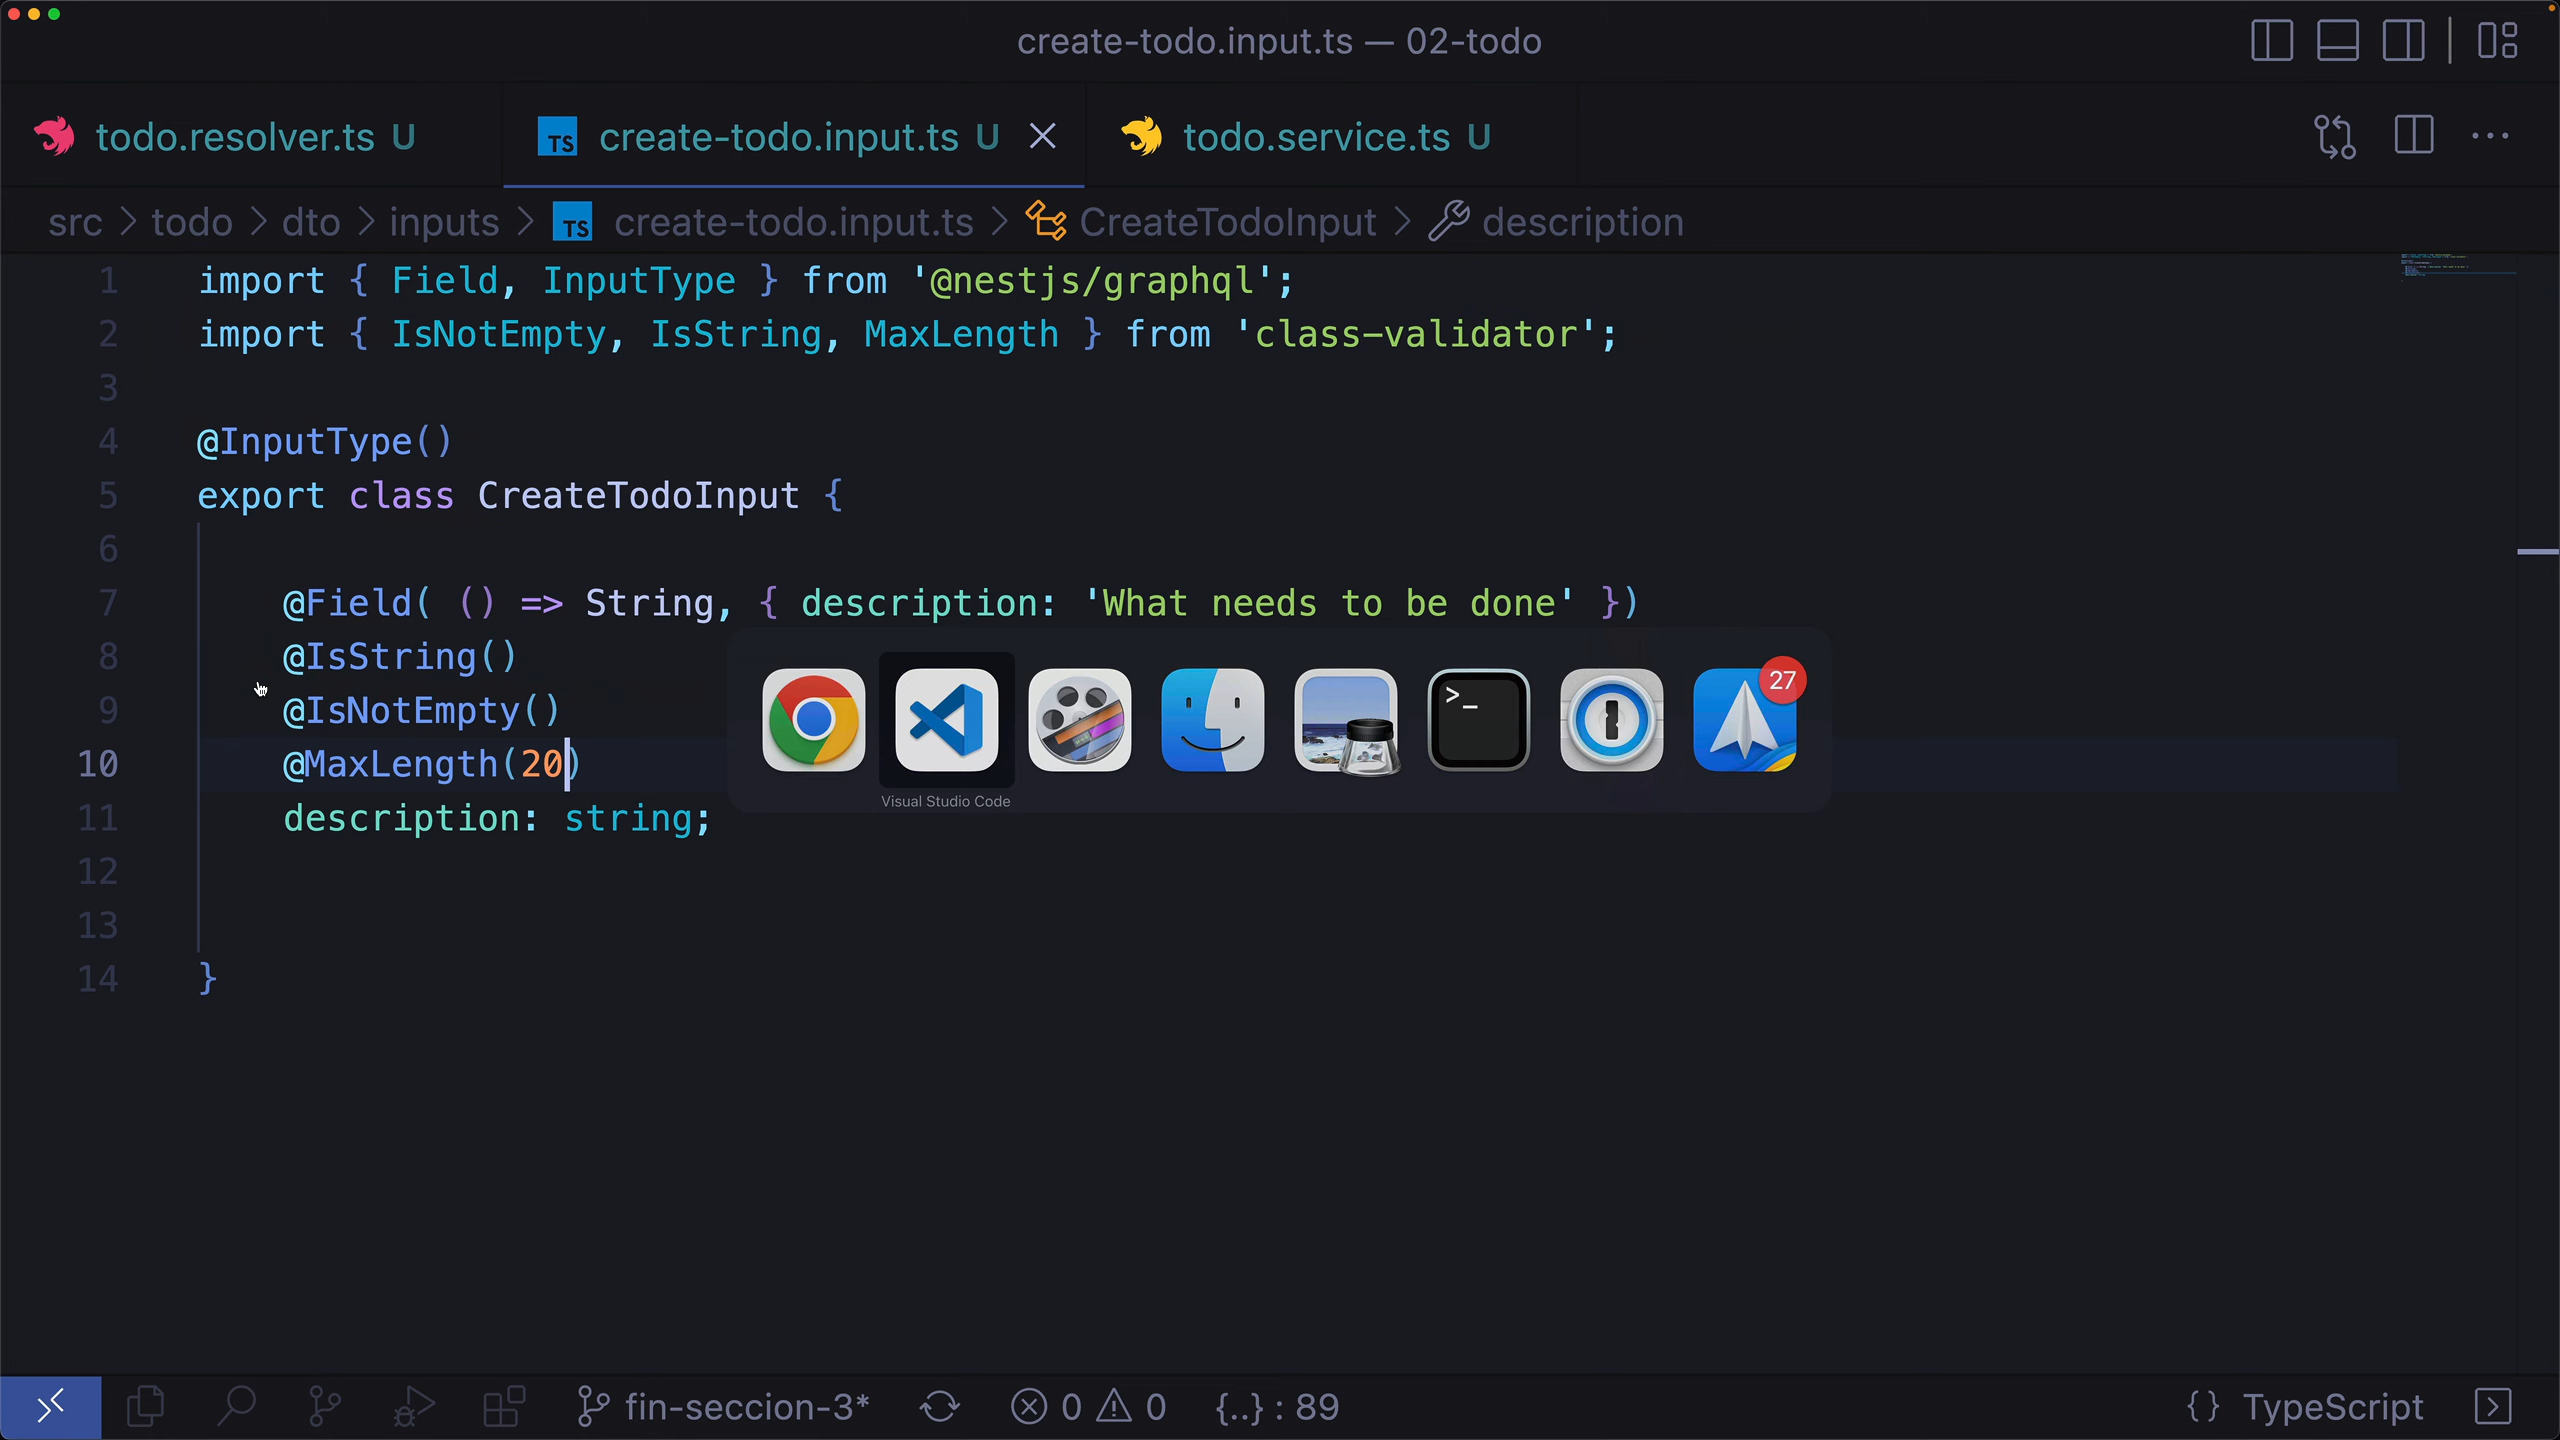 create-todo.input.ts — 02-todo
todo.resolver.ts U
TS create-todo.input.ts U
todo.service.ts U
src > todo > dto > inputs > TS create-todo.input.ts > CreateTodoInput > description
1 import { Field, InputType } from '@nestjs/graphql';
2 import { IsNotEmpty, IsString, MaxLength } from 'class-validator';
3
4 @InputType()
5 export class CreateTodoInput {
6
7 @Field( () => String, { description: 'What needs to be done' })
8 @IsString()
9 @IsNotEmpty()
10 @MaxLength(20)
11 description: string;
12
13
14 }
>_
27
Visual Studio Code
fin-seccion-3* 0 0 {..} : 89
{} TypeScript